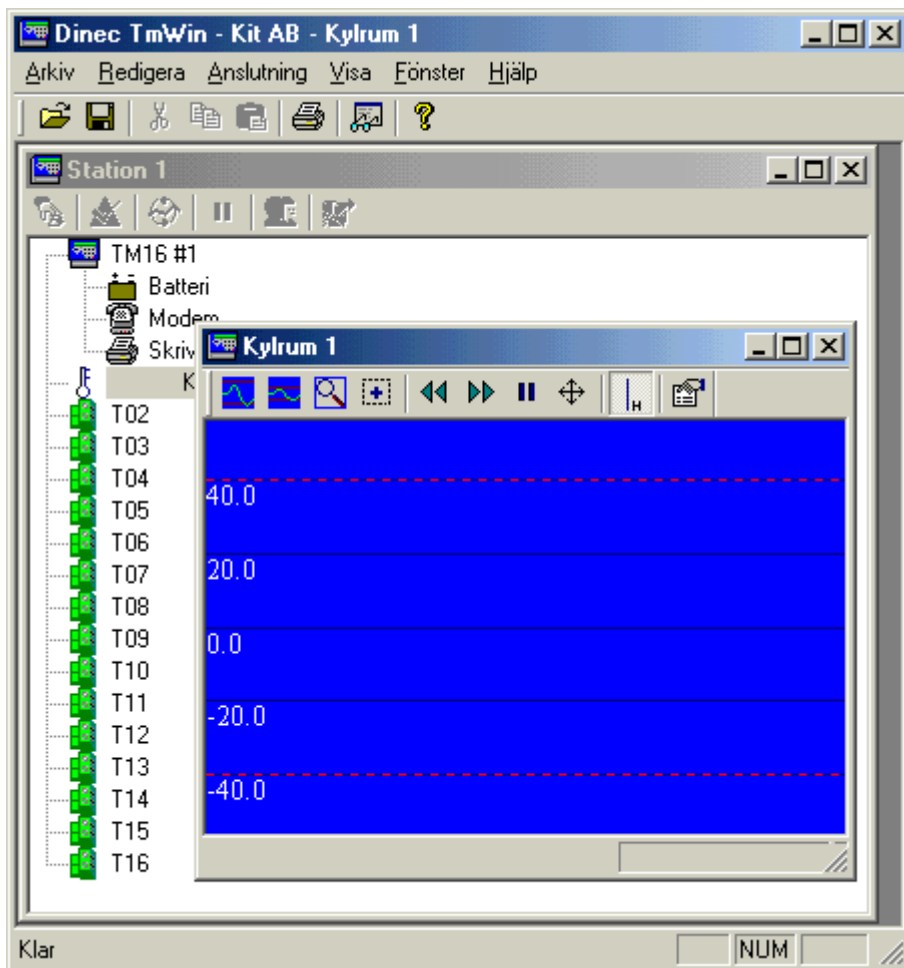 Dinec TmWin - Kit AB - Kylrum 1
Arkiv Redigera Anslutning Visa Fönster Hjälp
Station 1
TM16 #1
Batteri
Modem
Skriv
K
T02
T03
T04
T05
T06
T07
T08
T09
T10
T11
T12
T13
T14
T15
T16
Kylrum 1
H
40.0
20.0
0.0
-20.0
-40.0
Klar
NUM